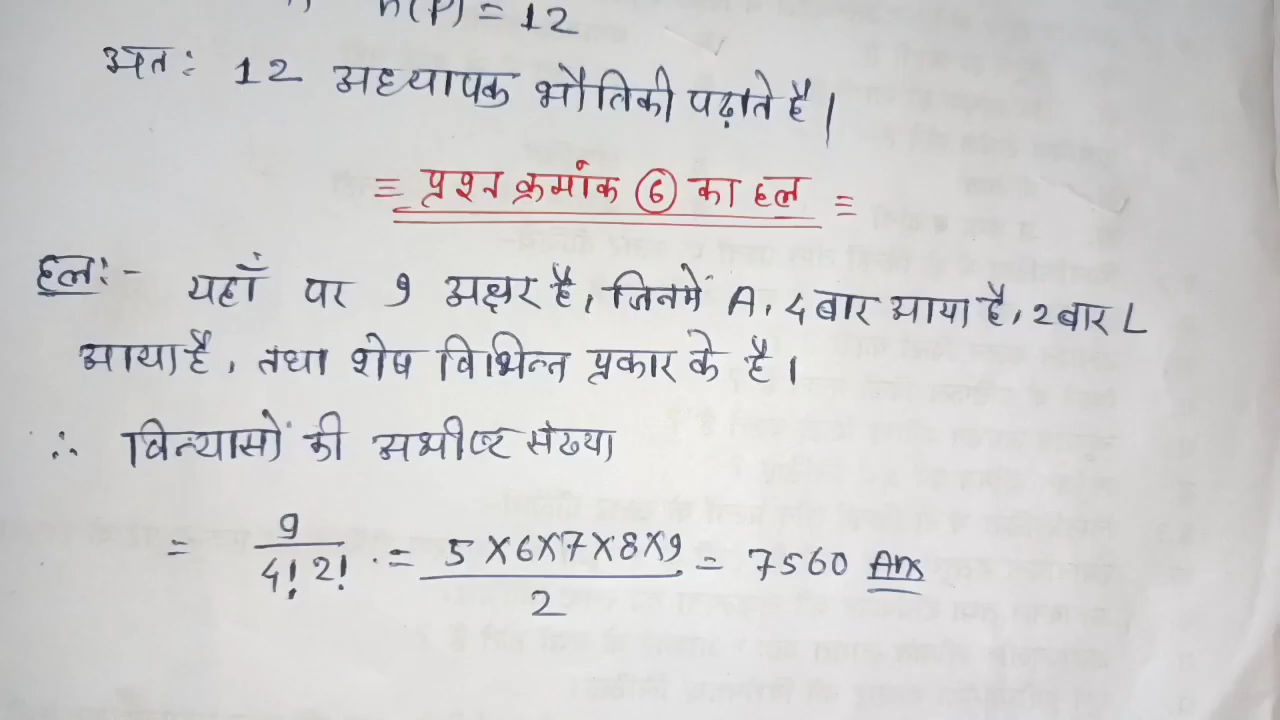 n(P) = 12
अतः 12 अध्यापक भौतिकी पढ़ाते है।
= प्रश्न क्रमांक ⑥ का हल =
हलः- यहाँ पर 9 अक्षर है, जिनमें A, 4 बार आया है, 2 बार L
आया है, तथा शेष विभिन्न प्रकार के है।
∴ विन्यासों की अभीष्ट संख्या
= 9 / 4! 2! = 5 X 6 X 7 X 8 X 9 / 2 = 7560 Ans